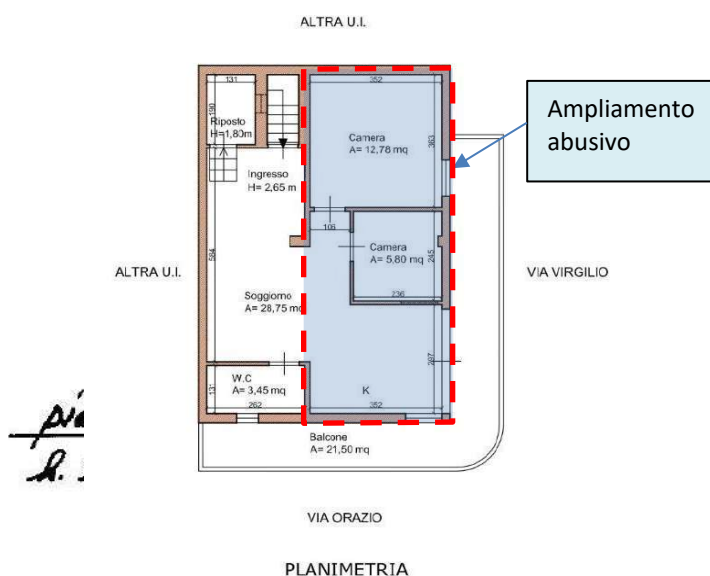 ALTRA U.I.
Ampliamento
abusivo
131
352
190
Riposto
H=1,80m
Camera
A= 12,78 mq
363
Ingresso
H= 2,65 m
106
Camera
A= 5,80 mq
245
ALTRA U.I.
VIA VIRGILIO
584
Soggiorno
A= 28,75 mq
236
297
W.C
A= 3,45 mq
131
262
K
352
Balcone
A= 21,50 mq
VIA ORAZIO
PLANIMETRIA